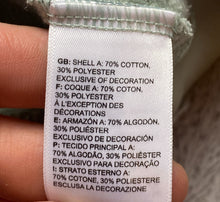 GB: SHELL A: 70% COTTON,
30% POLYESTER
EXCLUSIVE OF DECORATION
F: COQUE A: 70% COTON,
30% POLYESTER
À L'EXCEPTION DES
DÉCORATIONS
E: ARMAZÓN A: 70% ALGODÓN,
30% POLIÉSTER
EXCLUSIVO DE DECORACIÓN
P: TECIDO PRINCIPAL A:
70% ALGODÃO, 30% POLIÉSTER
EXCLUSIVO PARA DECORAÇÃO
I: STRATO ESTERNO A:
70% COTONE, 30% POLIESTERE
ESCLUSA LA DECORAZIONE